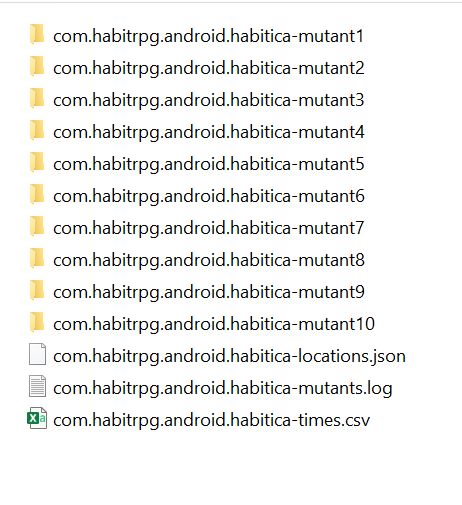 com.habitrpg.android.habitica-mutant1
com.habitrpg.android.habitica-mutant2
com.habitrpg.android.habitica-mutant3
com.habitrpg.android.habitica-mutant4
com.habitrpg.android.habitica-mutant5
com.habitrpg.android.habitica-mutant6
com.habitrpg.android.habitica-mutant7
com.habitrpg.android.habitica-mutant8
com.habitrpg.android.habitica-mutant9
com.habitrpg.android.habitica-mutant10
com.habitrpg.android.habitica-locations.json
com.habitrpg.android.habitica-mutants.log
com.habitrpg.android.habitica-times.csv